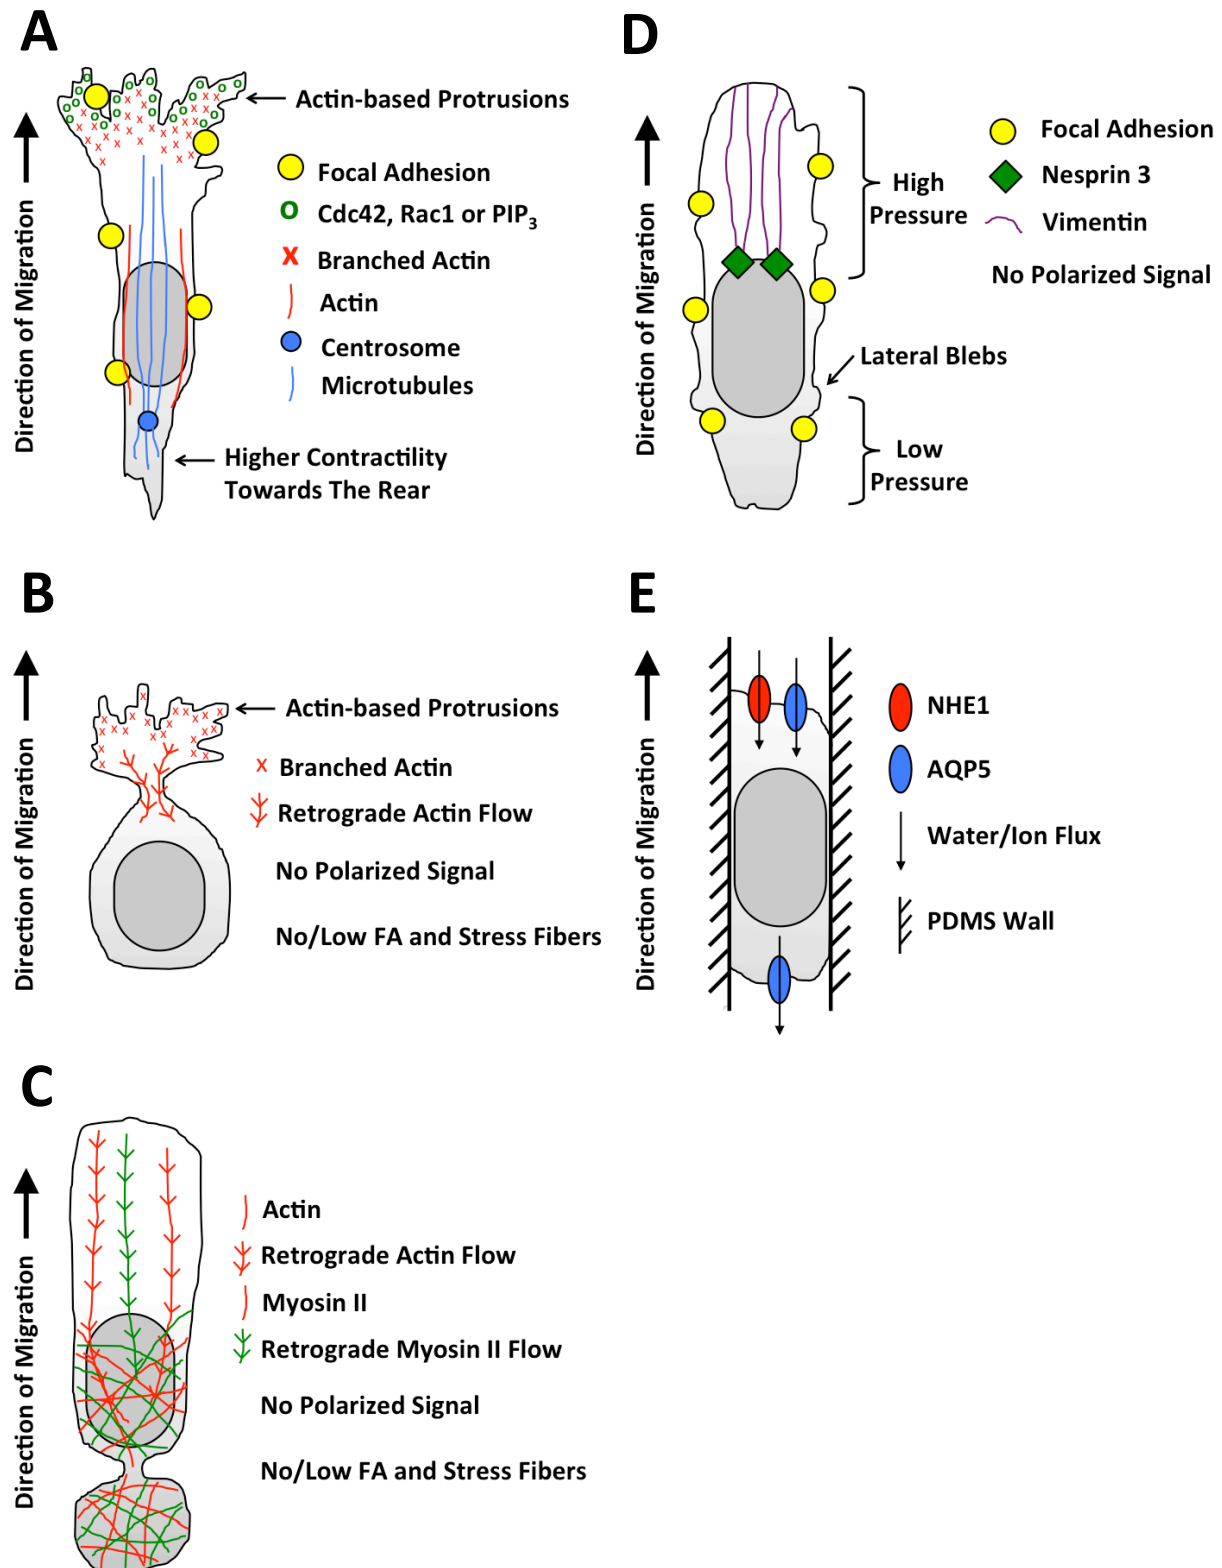 A
Direction of Migration
Actin-based Protrusions
Focal Adhesion
Cdc42, Rac1 or PIP3
Branched Actin
Actin
Centrosome
Microtubules
Higher Contractility
Towards The Rear
B
Direction of Migration
Actin-based Protrusions
Branched Actin
Retrograde Actin Flow
No Polarized Signal
No/Low FA and Stress Fibers
C
Direction of Migration
Actin
Retrograde Actin Flow
Myosin II
Retrograde Myosin II Flow
No Polarized Signal
No/Low FA and Stress Fibers
D
Direction of Migration
High
Pressure
Focal Adhesion
Nesprin 3
Vimentin
No Polarized Signal
Lateral Blebs
Low
Pressure
E
Direction of Migration
NHE1
AQP5
Water/Ion Flux
PDMS Wall